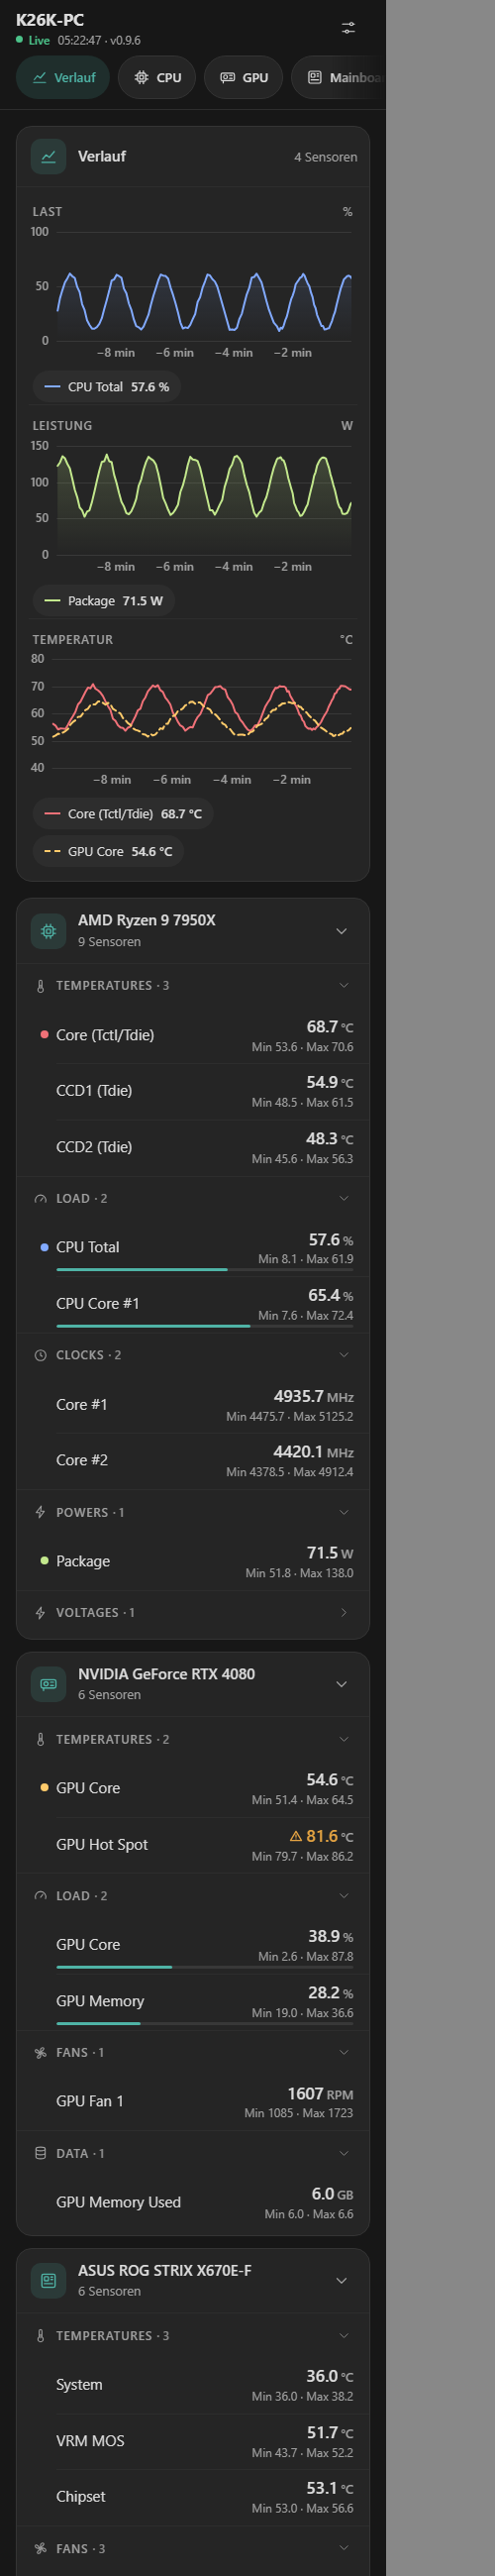 K26K-PC
Live 05:22:47 · v0.9.6
Verlauf CPU GPU Mainboar
Verlauf 4 Sensoren
LAST %
100
50
0
−8 min −6 min −4 min −2 min
CPU Total 57.6 %
LEISTUNG W
150
100
50
0
−8 min −6 min −4 min −2 min
Package 71.5 W
TEMPERATUR °C
80
70
60
50
40
−8 min −6 min −4 min −2 min
Core (Tctl/Tdie) 68.7 °C
GPU Core 54.6 °C
AMD Ryzen 9 7950X
9 Sensoren
TEMPERATURES · 3
Core (Tctl/Tdie) 68.7 °C
Min 53.6 · Max 70.6
CCD1 (Tdie) 54.9 °C
Min 48.5 · Max 61.5
CCD2 (Tdie) 48.3 °C
Min 45.6 · Max 56.3
LOAD · 2
CPU Total 57.6 %
Min 8.1 · Max 61.9
CPU Core #1 65.4 %
Min 7.6 · Max 72.4
CLOCKS · 2
Core #1 4935.7 MHz
Min 4475.7 · Max 5125.2
Core #2 4420.1 MHz
Min 4378.5 · Max 4912.4
POWERS · 1
Package 71.5 W
Min 51.8 · Max 138.0
VOLTAGES · 1
NVIDIA GeForce RTX 4080
6 Sensoren
TEMPERATURES · 2
GPU Core 54.6 °C
Min 51.4 · Max 64.5
GPU Hot Spot 81.6 °C
Min 79.7 · Max 86.2
LOAD · 2
GPU Core 38.9 %
Min 2.6 · Max 87.8
GPU Memory 28.2 %
Min 19.0 · Max 36.6
FANS · 1
GPU Fan 1 1607 RPM
Min 1085 · Max 1723
DATA · 1
GPU Memory Used 6.0 GB
Min 6.0 · Max 6.6
ASUS ROG STRIX X670E-F
6 Sensoren
TEMPERATURES · 3
System 36.0 °C
Min 36.0 · Max 38.2
VRM MOS 51.7 °C
Min 43.7 · Max 52.2
Chipset 53.1 °C
Min 53.0 · Max 56.6
FANS · 3